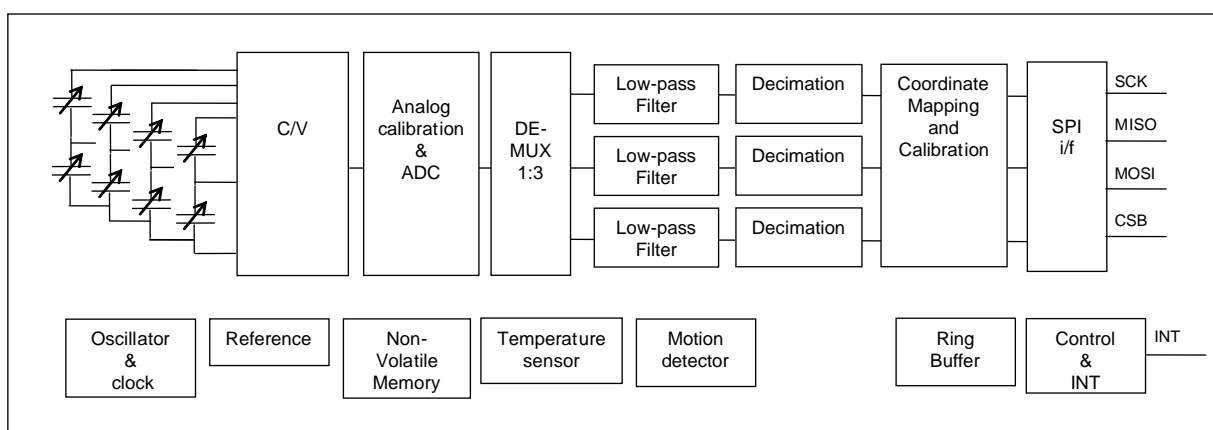 C/V
Analog
calibration
&
ADC
DE-
MUX
1:3
Low-pass
Filter
Decimation
Low-pass
Filter
Decimation
Low-pass
Filter
Decimation
Coordinate
Mapping
and
Calibration
SPI
i/f
SCK
MISO
MOSI
CSB
Oscillator
&
clock
Reference
Non-
Volatile
Memory
Temperature
sensor
Motion
detector
Ring
Buffer
Control
&
INT
INT